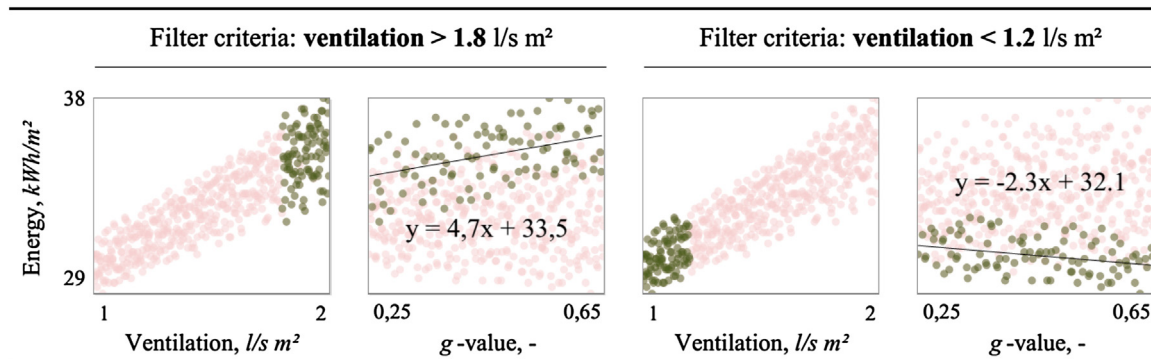 Filter criteria: ventilation > 1.8 l/s m²
Filter criteria: ventilation < 1.2 l/s m²
38
Energy, kWh/m²
29
y = 4,7x + 33,5
y = -2.3x + 32.1
1 2
0,25 0,65
1 2
0,25 0,65
Ventilation, l/s m²
g -value, -
Ventilation, l/s m²
g -value, -